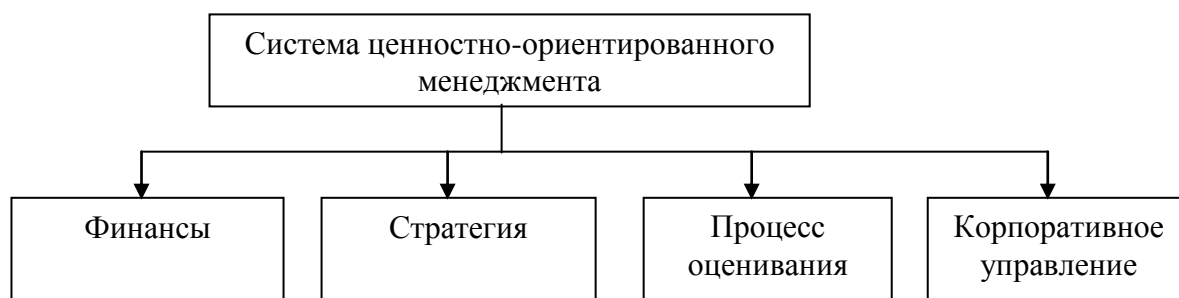 Система ценностно-ориентированного
менеджмента
Финансы
Стратегия
Процесс
оценивания
Корпоративное
управление